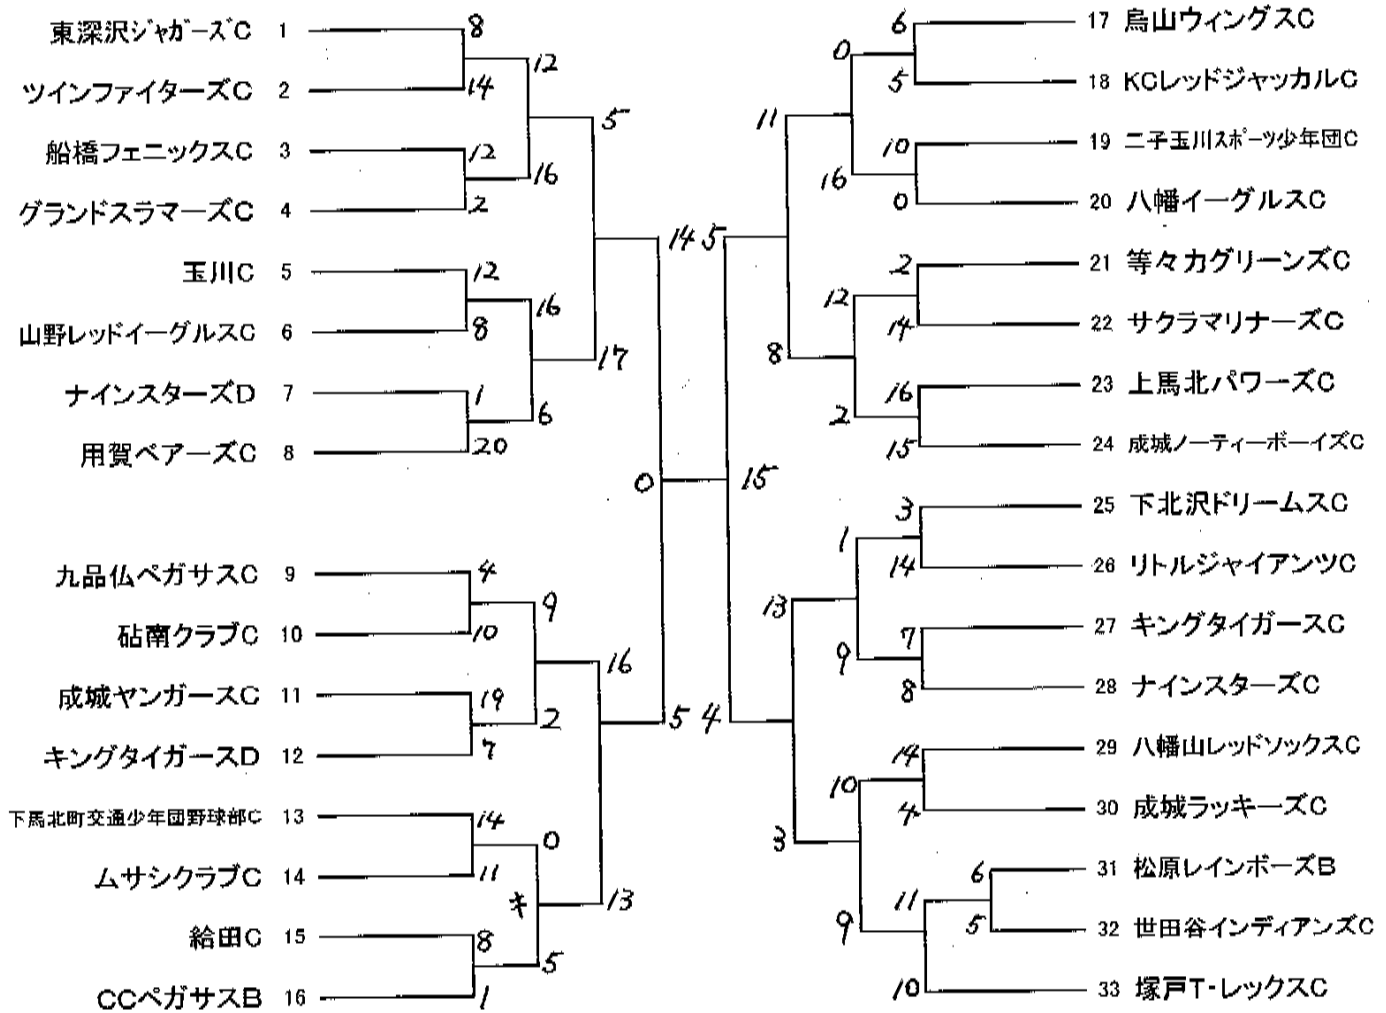 東深沢ジャガーズC 1
8
12
ツインファイターズC 2
14
5
船橋フェニックスC 3
12
16
グランドスラマーズC 4
2
14
玉川C 5
12
16
山野レッドイーグルスC 6
8
17
ナインスターズD 7
1
6
用賀ベアーズC 8
20
0
九品仏ペガサスC 9
4
9
砧南クラブC 10
10
16
成城ヤンガースC 11
19
2
キングタイガースD 12
7
5
下馬北町交通少年団野球部C 13
14
0
ムサシクラブC 14
11
キ
13
給田C 15
8
5
CCペガサスB 16
1
6
17 烏山ウィングスC
0
5
18 KCレッドジャッカルC
11
10
19 二子玉川スポーツ少年団C
16
0
20 八幡イーグルスC
5
2
21 等々力グリーンズC
12
14
22 サクラマリナーズC
8
16
23 上馬北パワーズC
2
15
24 成城ノーティーボーイズC
15
3
25 下北沢ドリームスC
1
14
26 リトルジャイアンツC
13
7
27 キングタイガースC
9
8
28 ナインスターズC
4
14
29 八幡山レッドソックスC
10
4
30 成城ラッキーズC
3
6
31 松原レインボーズB
11
5
32 世田谷インディアンズC
9
10
33 塚戸T-レックスC